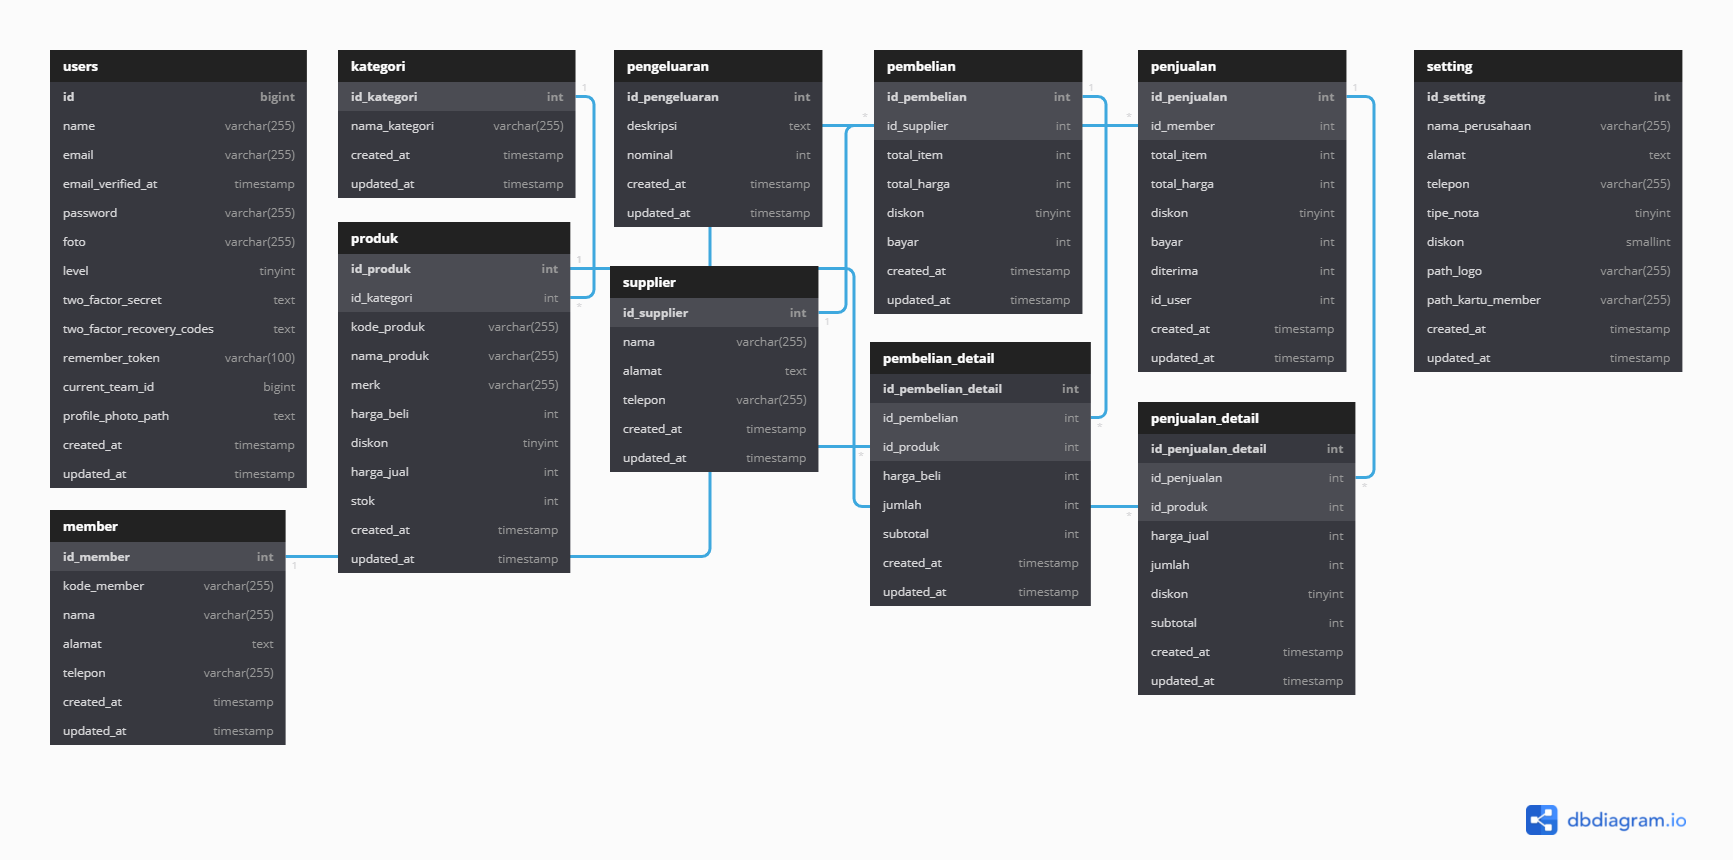 users
id bigint
name varchar(255)
email varchar(255)
email_verified_at timestamp
password varchar(255)
foto varchar(255)
level tinyint
two_factor_secret text
two_factor_recovery_codes text
remember_token varchar(100)
current_team_id bigint
profile_photo_path text
created_at timestamp
updated_at timestamp
member
id_member int
1
kode_member varchar(255)
nama varchar(255)
alamat text
telepon varchar(255)
created_at timestamp
updated_at timestamp
kategori
1
id_kategori int
nama_kategori varchar(255)
created_at timestamp
updated_at timestamp
produk
1
id_produk int
id_kategori int
*
kode_produk varchar(255)
nama_produk varchar(255)
merk varchar(255)
harga_beli int
diskon tinyint
harga_jual int
stok int
created_at timestamp
updated_at timestamp
pengeluaran
id_pengeluaran int
deskripsi text
nominal int
created_at timestamp
updated_at timestamp
supplier
id_supplier int
1
nama varchar(255)
alamat text
telepon varchar(255)
created_at timestamp
updated_at timestamp
pembelian
1
id_pembelian int
*
id_supplier int
total_item int
total_harga int
diskon tinyint
bayar int
created_at timestamp
updated_at timestamp
pembelian_detail
id_pembelian_detail int
id_pembelian int
*
id_produk int
*
harga_beli int
jumlah int
subtotal int
created_at timestamp
updated_at timestamp
penjualan
1
id_penjualan int
*
id_member int
total_item int
total_harga int
diskon tinyint
bayar int
diterima int
id_user int
created_at timestamp
updated_at timestamp
penjualan_detail
id_penjualan_detail int
id_penjualan int
*
id_produk int
*
harga_jual int
jumlah int
diskon tinyint
subtotal int
created_at timestamp
updated_at timestamp
setting
id_setting int
nama_perusahaan varchar(255)
alamat text
telepon varchar(255)
tipe_nota tinyint
diskon smallint
path_logo varchar(255)
path_kartu_member varchar(255)
created_at timestamp
updated_at timestamp
dbdiagram.io